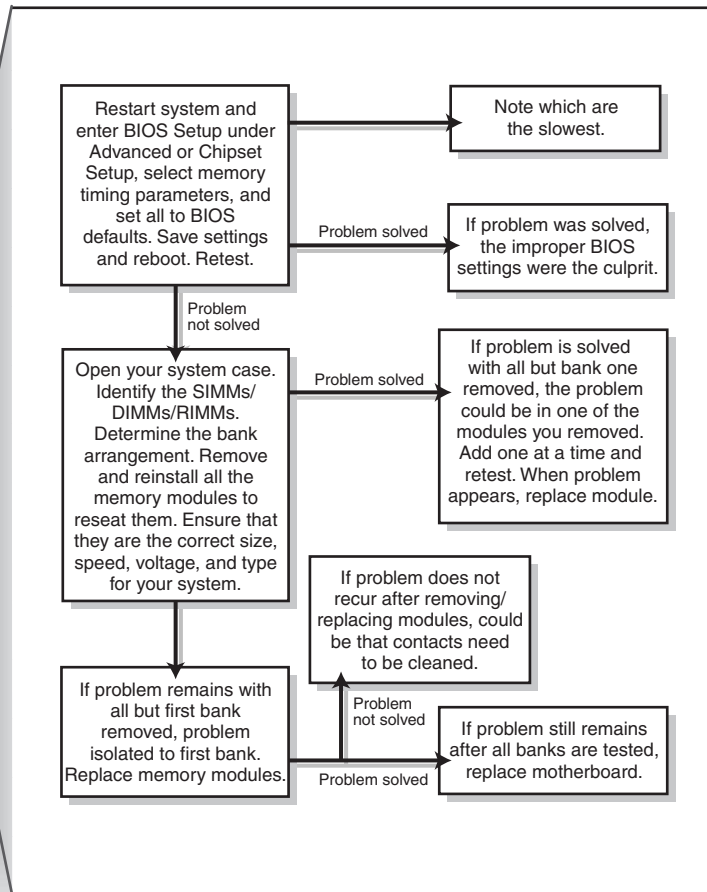 Restart system and
enter BIOS Setup under
Advanced or Chipset
Setup, select memory
timing parameters, and
set all to BIOS
defaults. Save settings
and reboot. Retest.
Note which are
the slowest.
Problem solved
If problem was solved,
the improper BIOS
settings were the culprit.
Problem
not solved
Open your system case.
Identify the SIMMs/
DIMMs/RIMMs.
Determine the bank
arrangement. Remove
and reinstall all the
memory modules to
reseat them. Ensure that
they are the correct size,
speed, voltage, and type
for your system.
Problem solved
If problem is solved
with all but bank one
removed, the problem
could be in one of the
modules you removed.
Add one at a time and
retest. When problem
appears, replace module.
If problem does not
recur after removing/
replacing modules, could
be that contacts need
to be cleaned.
If problem remains with
all but first bank
removed, problem
isolated to first bank.
Replace memory modules.
Problem
not solved
Problem solved
If problem still remains
after all banks are tested,
replace motherboard.